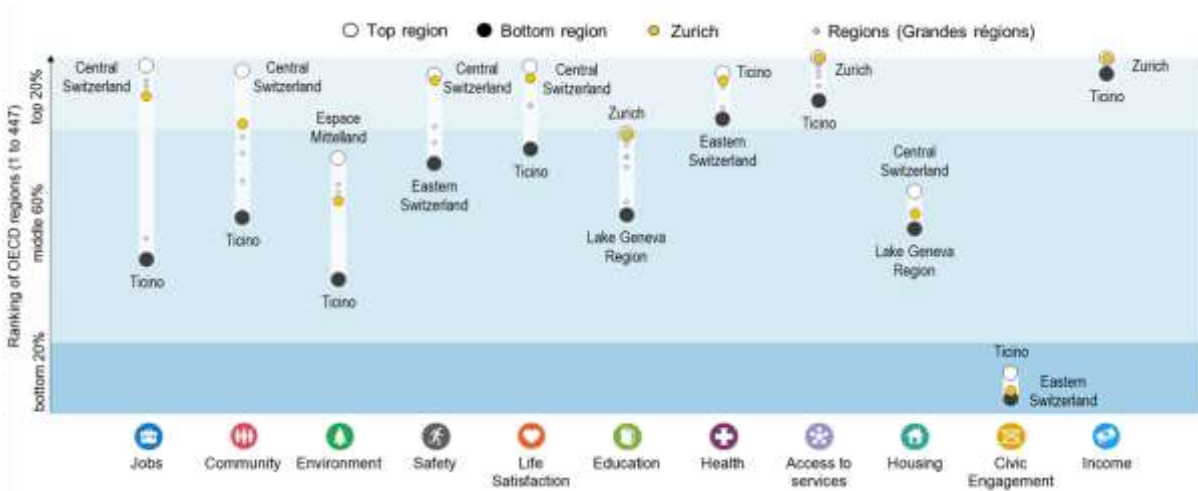 Top region
Bottom region
Zurich
Regions (Grandes régions)
Ranking of OECD regions (1 to 447)
top 20%
middle 60%
bottom 20%
Central
Switzerland
Ticino
Central
Switzerland
Ticino
Espace
Mittelland
Ticino
Central
Switzerland
Eastern
Switzerland
Central
Switzerland
Ticino
Zurich
Lake Geneva
Region
Ticino
Eastern
Switzerland
Zurich
Ticino
Central
Switzerland
Lake Geneva
Region
Ticino
Eastern
Switzerland
Zurich
Ticino
Jobs
Community
Environment
Safety
Life
Satisfaction
Education
Health
Access to
services
Housing
Civic
Engagement
Income